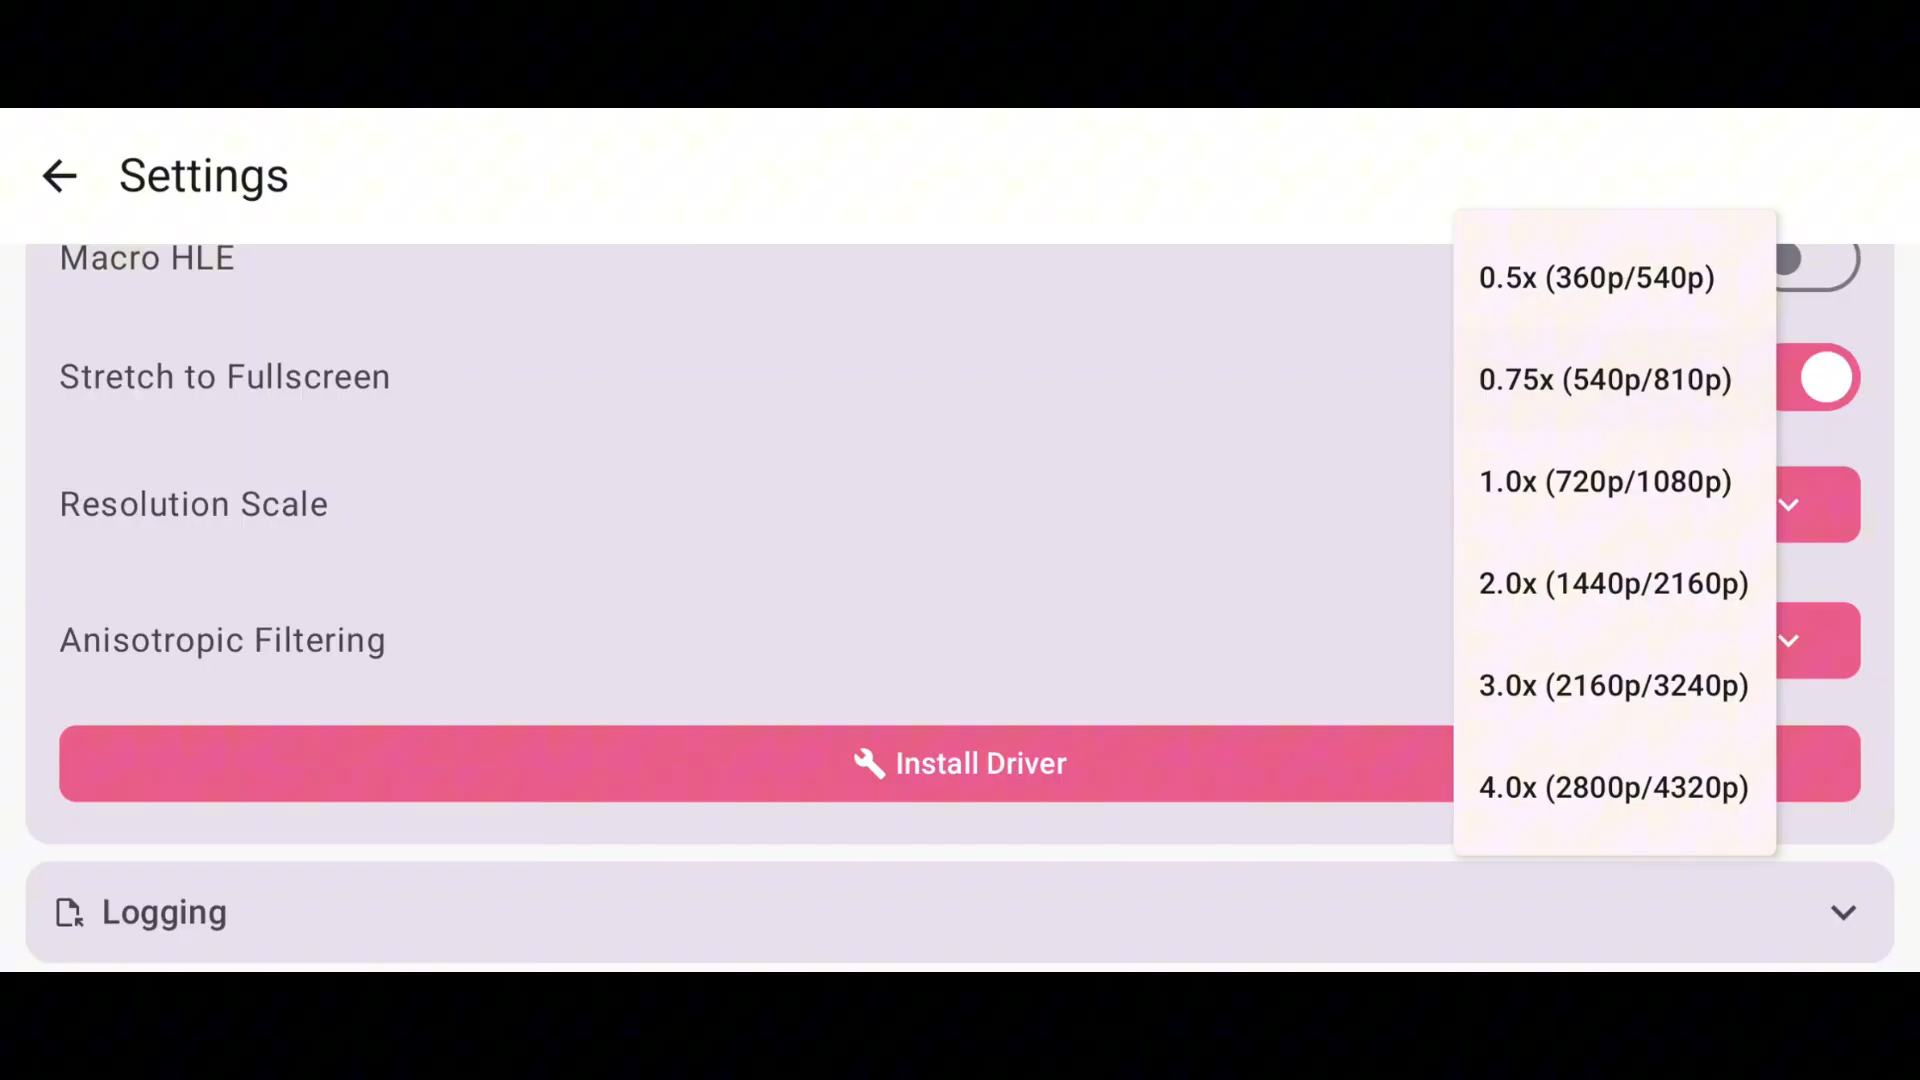 Settings
Macro HLE
Stretch to Fullscreen
Resolution Scale
Anisotropic Filtering
Install Driver
Logging
0.5x (360p/540p)
0.75x (540p/810p)
1.0x (720p/1080p)
2.0x (1440p/2160p)
3.0x (2160p/3240p)
4.0x (2800p/4320p)